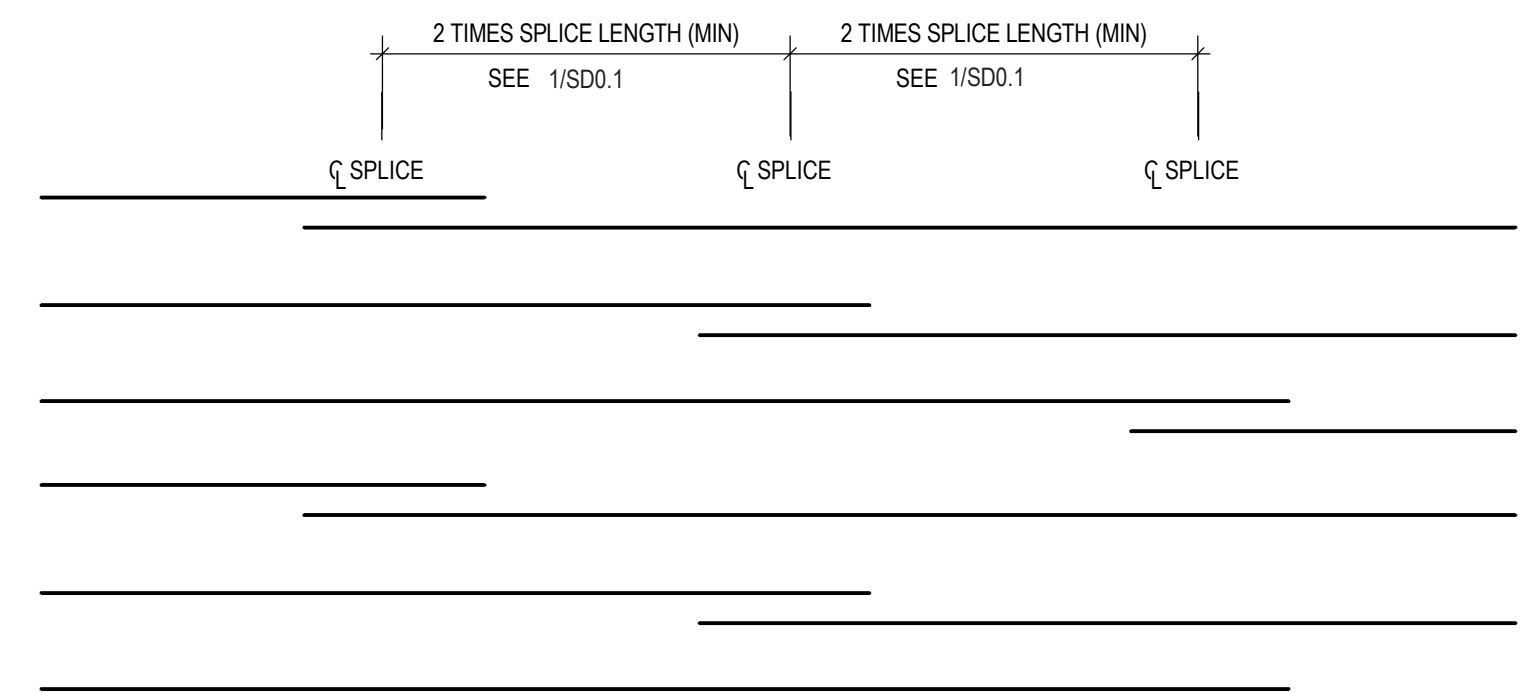 2 TIMES SPLICE LENGTH (MIN) 2 TIMES SPLICE LENGTH (MIN)
SEE 1/SD0.1 SEE 1/SD0.1
℄ SPLICE ℄ SPLICE ℄ SPLICE